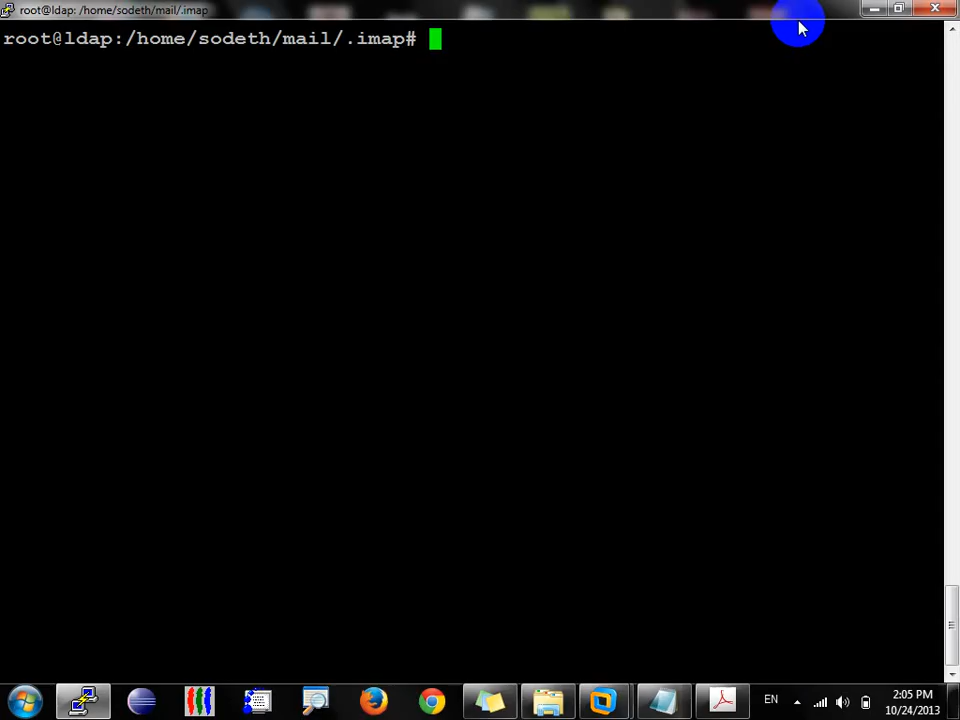 root@ldap: /home/sodeth/mail/.imap
root@ldap:/home/sodeth/mail/.imap#
EN
2:05 PM
10/24/2013